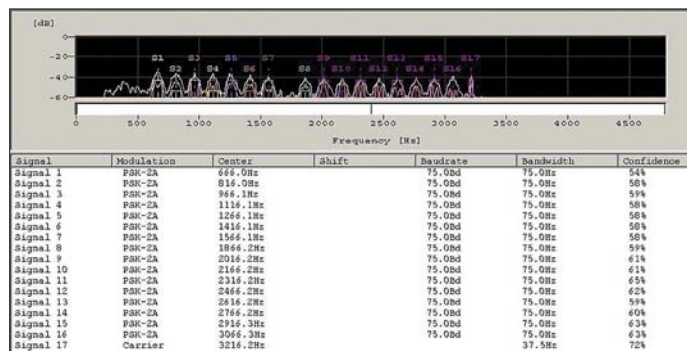 [dB]
0
-20
-40
-60
S1 S3 S5 S7 S9 S11 S13 S15 S17
S2 S4 S6 S8 S10 S12 S14 S16
0 500 1000 1500 2000 2500 3000 3500 4000 4500
Frequency [Hz]
Signal Modulation Center Shift Baudrate Bandwidth Confidence
Signal 1 PSK-2A 666.0Hz 75.0Bd 75.0Hz 54%
Signal 2 PSK-2A 816.0Hz 75.0Bd 75.0Hz 58%
Signal 3 PSK-2A 966.1Hz 75.0Bd 75.0Hz 59%
Signal 4 PSK-2A 1116.1Hz 75.0Bd 75.0Hz 58%
Signal 5 PSK-2A 1266.1Hz 75.0Bd 75.0Hz 58%
Signal 6 PSK-2A 1416.1Hz 75.0Bd 75.0Hz 58%
Signal 7 PSK-2A 1566.1Hz 75.0Bd 75.0Hz 58%
Signal 8 PSK-2A 1866.2Hz 75.0Bd 75.0Hz 59%
Signal 9 PSK-2A 2016.2Hz 75.0Bd 75.0Hz 61%
Signal 10 PSK-2A 2166.2Hz 75.0Bd 75.0Hz 61%
Signal 11 PSK-2A 2316.2Hz 75.0Bd 75.0Hz 65%
Signal 12 PSK-2A 2466.2Hz 75.0Bd 75.0Hz 62%
Signal 13 PSK-2A 2616.2Hz 75.0Bd 75.0Hz 59%
Signal 14 PSK-2A 2766.2Hz 75.0Bd 75.0Hz 60%
Signal 15 PSK-2A 2916.3Hz 75.0Bd 75.0Hz 63%
Signal 16 PSK-2A 3066.3Hz 75.0Bd 75.0Hz 63%
Signal 17 Carrier 3216.2Hz 37.5Hz 72%